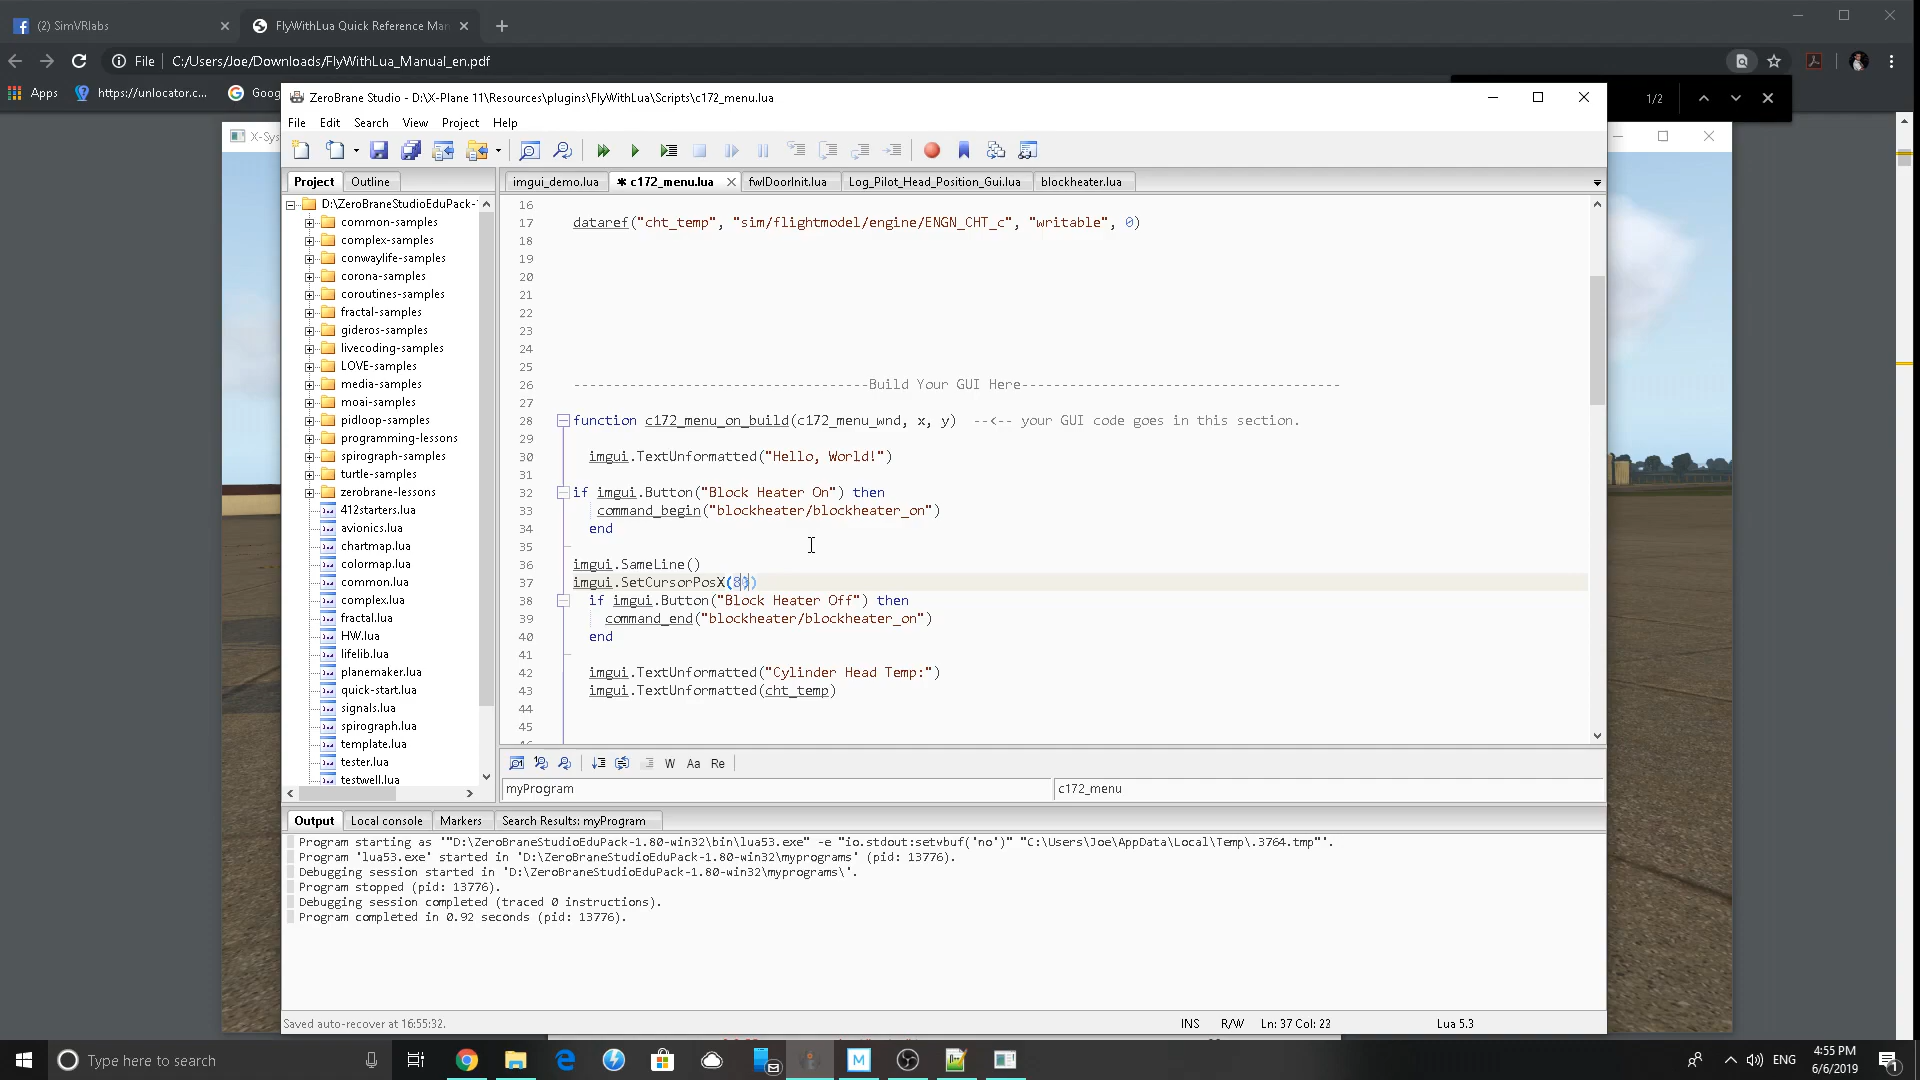 (2) SimVRlabs
FlyWithLua Quick Reference Man
File C:/Users/Joe/Downloads/FlyWithLua_Manual_en.pdf
Apps https://unlocator.c... Goog
1/2
X-Sys
ZeroBrane Studio - D:\X-Plane 11\Resources\plugins\FlyWithLua\Scripts\c172_menu.lua
File Edit Search View Project Help
Project Outline
imgui_demo.lua * c172_menu.lua fwlDoorInit.lua Log_Pilot_Head_Position_Gui.lua blockheater.lua
D:\ZeroBraneStudioEduPack-
common-samples
complex-samples
conwaylife-samples
corona-samples
coroutines-samples
fractal-samples
gideros-samples
livecoding-samples
LOVE-samples
media-samples
moai-samples
pidloop-samples
programming-lessons
spirograph-samples
turtle-samples
zerobrane-lessons
412starters.lua
avionics.lua
chartmap.lua
colormap.lua
common.lua
complex.lua
fractal.lua
HW.lua
lifelib.lua
planemaker.lua
quick-start.lua
signals.lua
spirograph.lua
template.lua
tester.lua
testwell.lua
16
17 dataref("cht_temp", "sim/flightmodel/engine/ENGN_CHT_c", "writable", 0)
18
19
20
21
22
23
24
25
26 -------------------------------------Build Your GUI Here----------------------------------------
27
28 function c172_menu_on_build(c172_menu_wnd, x, y) --<-- your GUI code goes in this section.
29
30 imgui.TextUnformatted("Hello, World!")
31
32 if imgui.Button("Block Heater On") then
33 command_begin("blockheater/blockheater_on")
34 end
35
36 imgui.SameLine()
37 imgui.SetCursorPosX(8))
38 if imgui.Button("Block Heater Off") then
39 command_end("blockheater/blockheater_on")
40 end
41
42 imgui.TextUnformatted("Cylinder Head Temp:")
43 imgui.TextUnformatted(cht_temp)
44
45
W Aa Re
myProgram c172_menu
Output Local console Markers Search Results: myProgram
Program starting as '"D:\ZeroBraneStudioEduPack-1.80-win32\bin\lua53.exe" -e "io.stdout:setvbuf('no')" "C:\Users\Joe\AppData\Local\Temp\.3764.tmp"'.
Program 'lua53.exe' started in 'D:\ZeroBraneStudioEduPack-1.80-win32\myprograms' (pid: 13776).
Debugging session started in 'D:\ZeroBraneStudioEduPack-1.80-win32\myprograms\'.
Program stopped (pid: 13776).
Debugging session completed (traced 0 instructions).
Program completed in 0.92 seconds (pid: 13776).
Saved auto-recover at 16:55:32.
INS R/W Ln: 37 Col: 23 Lua 5.3
Type here to search
ENG
4:55 PM
6/6/2019